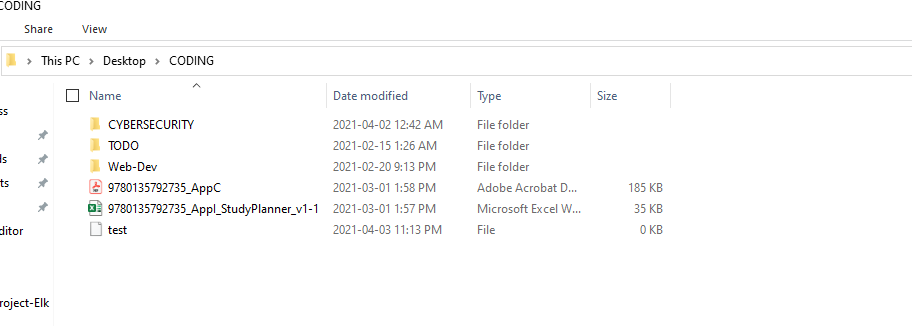 CODING
Share View
This PC Desktop CODING
Name Date modified Type Size
CYBERSECURITY 2021-04-02 12:42 AM File folder
TODO 2021-02-15 1:26 AM File folder
Web-Dev 2021-02-20 9:13 PM File folder
9780135792735_AppC 2021-03-01 1:58 PM Adobe Acrobat D... 185 KB
9780135792735_AppI_StudyPlanner_v1-1 2021-03-01 1:57 PM Microsoft Excel W... 35 KB
test 2021-04-03 11:13 PM File 0 KB
ss
ls
ts
ditor
roject-Elk